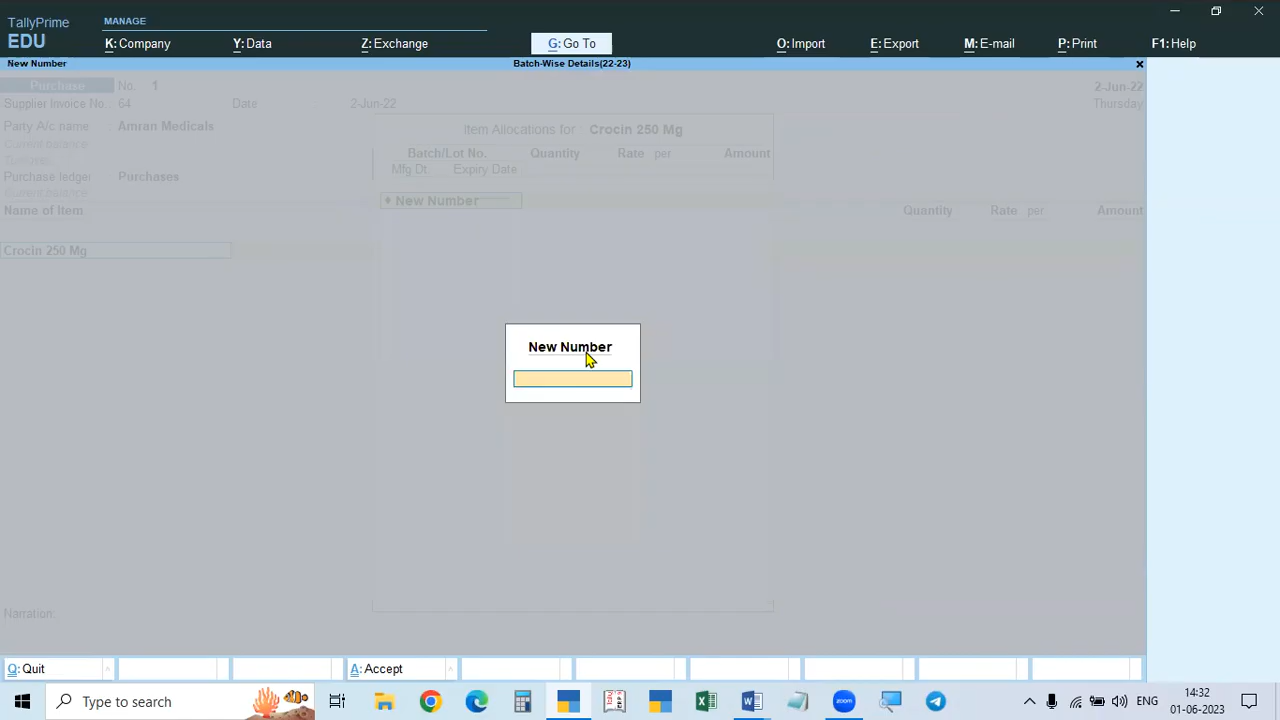 TallyPrime
EDU
MANAGE
K: Company
Y: Data
Z: Exchange
G: Go To
O: Import
E: Export
M: E-mail
P: Print
F1: Help
New Number
Batch-Wise Details(22-23)
Purchase No. 1
2-Jun-22
Supplier Invoice No. 64 Date 2-Jun-22
Thursday
Party A/c name : Amran Medicals
Current balance :
Purchase ledger : Purchases
Current balance :
Name of Item
Quantity Rate per Amount
Crocin 250 Mg
Item Allocations for : Crocin 250 Mg
Batch/Lot No. Quantity Rate per Amount
Mfg Dt. Expiry Date
♦ New Number
New Number
Narration:
Q: Quit
A: Accept
Type here to search
zoom
ENG
14:32
01-06-2023